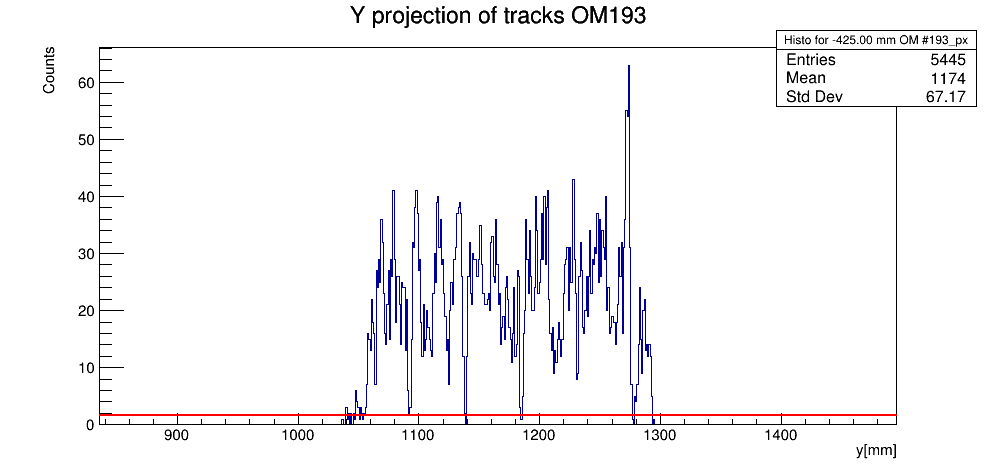 Y projection of tracks OM193
Histo for -425.00 mm OM #193_px
Entries 5445
Mean 1174
Std Dev 67.17
Counts
60
50
40
30
20
10
0
900 1000 1100 1200 1300 1400
y[mm]